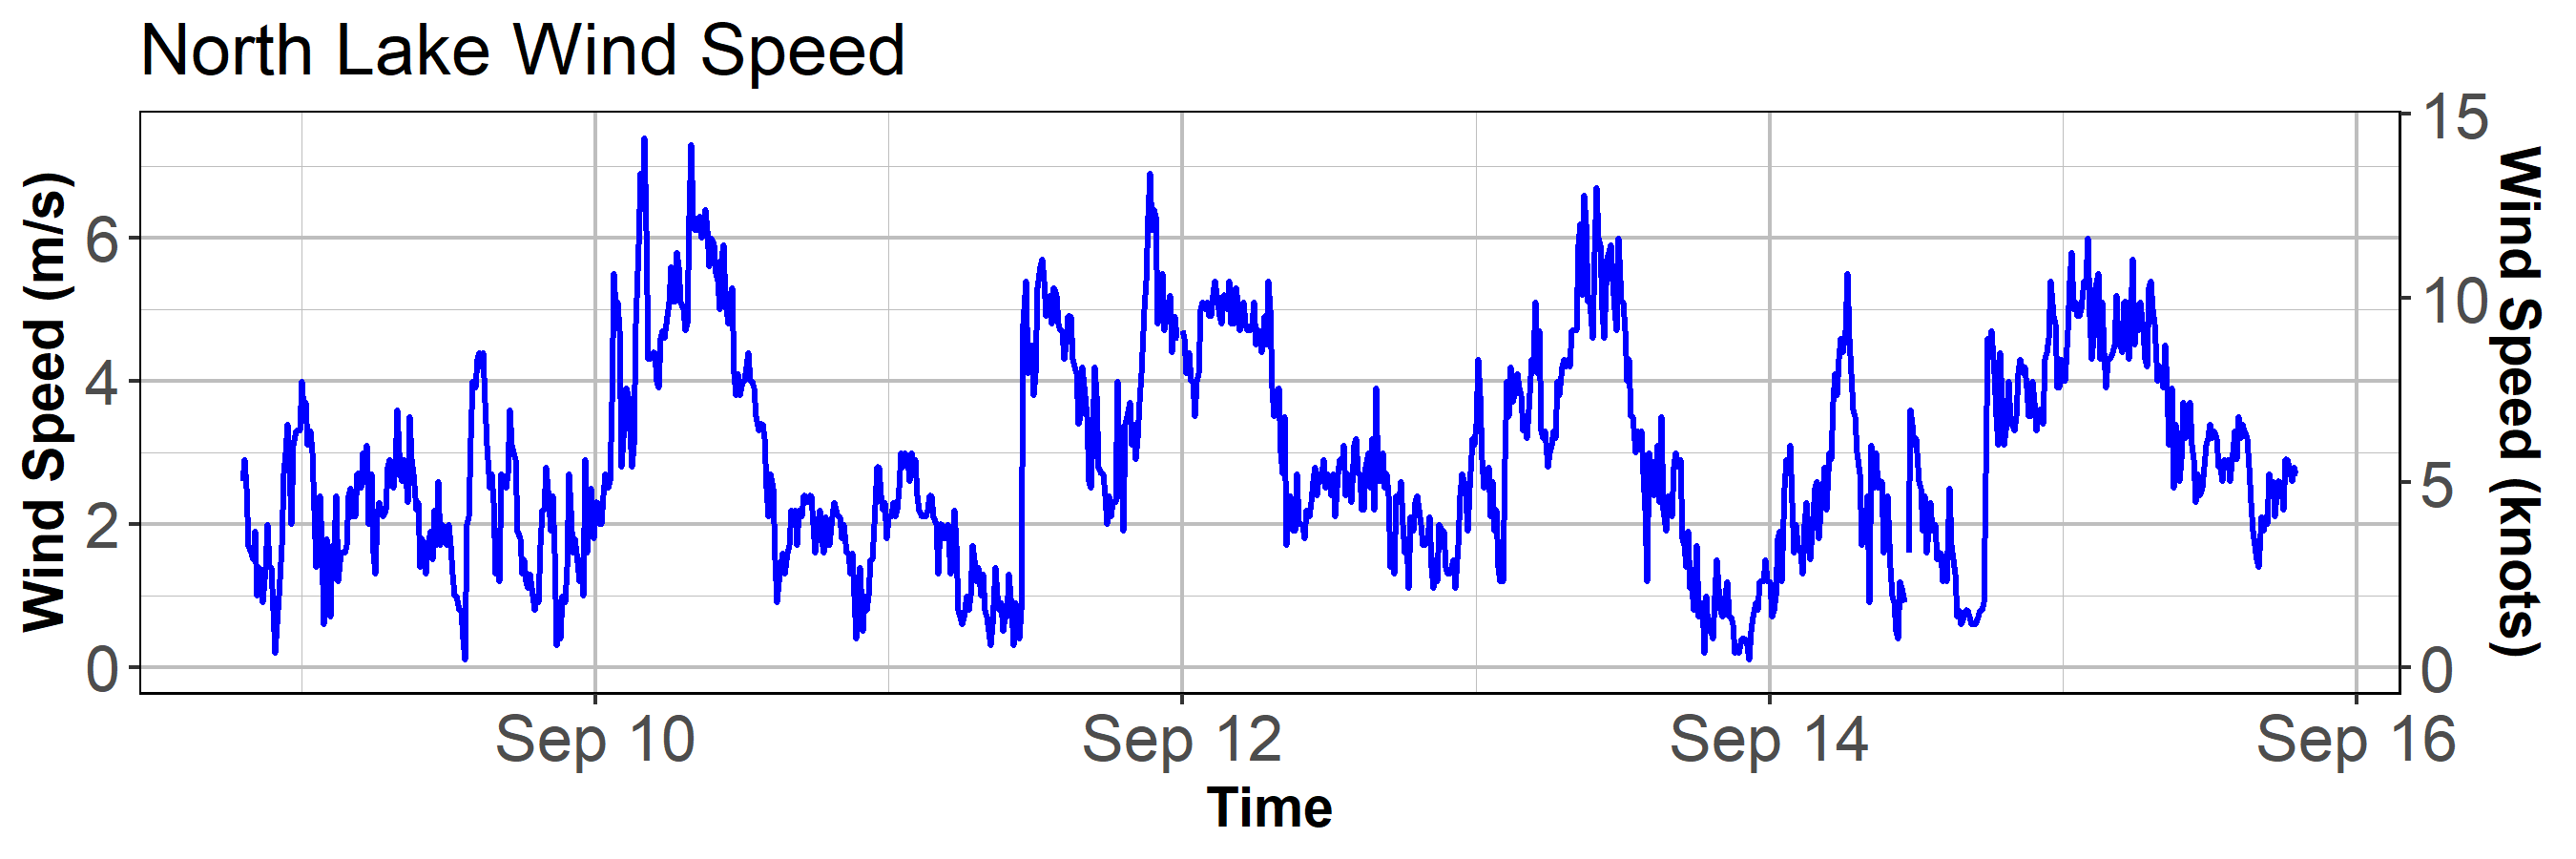 North Lake Wind Speed
Wind Speed (m/s)
6
4
2
0
15
10
5
0
Wind Speed (knots)
Sep 10
Sep 12
Sep 14
Sep 16
Time